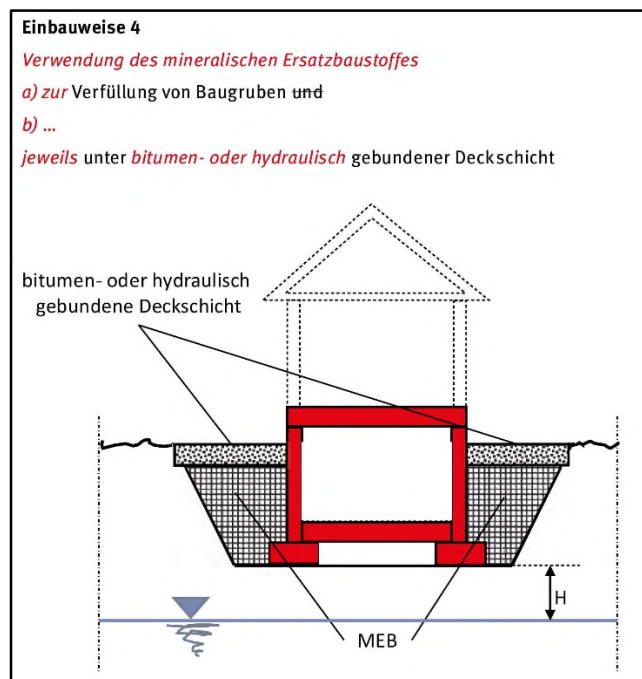 Einbauweise 4
Verwendung des mineralischen Ersatzbaustoffes
a) zur Verfüllung von Baugruben und
b) ...
jeweils unter bitumen- oder hydraulisch gebundener Deckschicht
bitumen- oder hydraulisch
gebundene Deckschicht
H
MEB